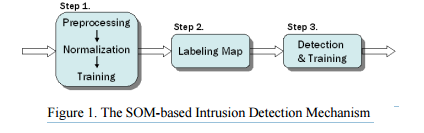 Step 1.
Preprocessing
Normalization
Training
Step 2.
Labeling Map
Step 3.
Detection
& Training
Figure 1. The SOM-based Intrusion Detection Mechanism